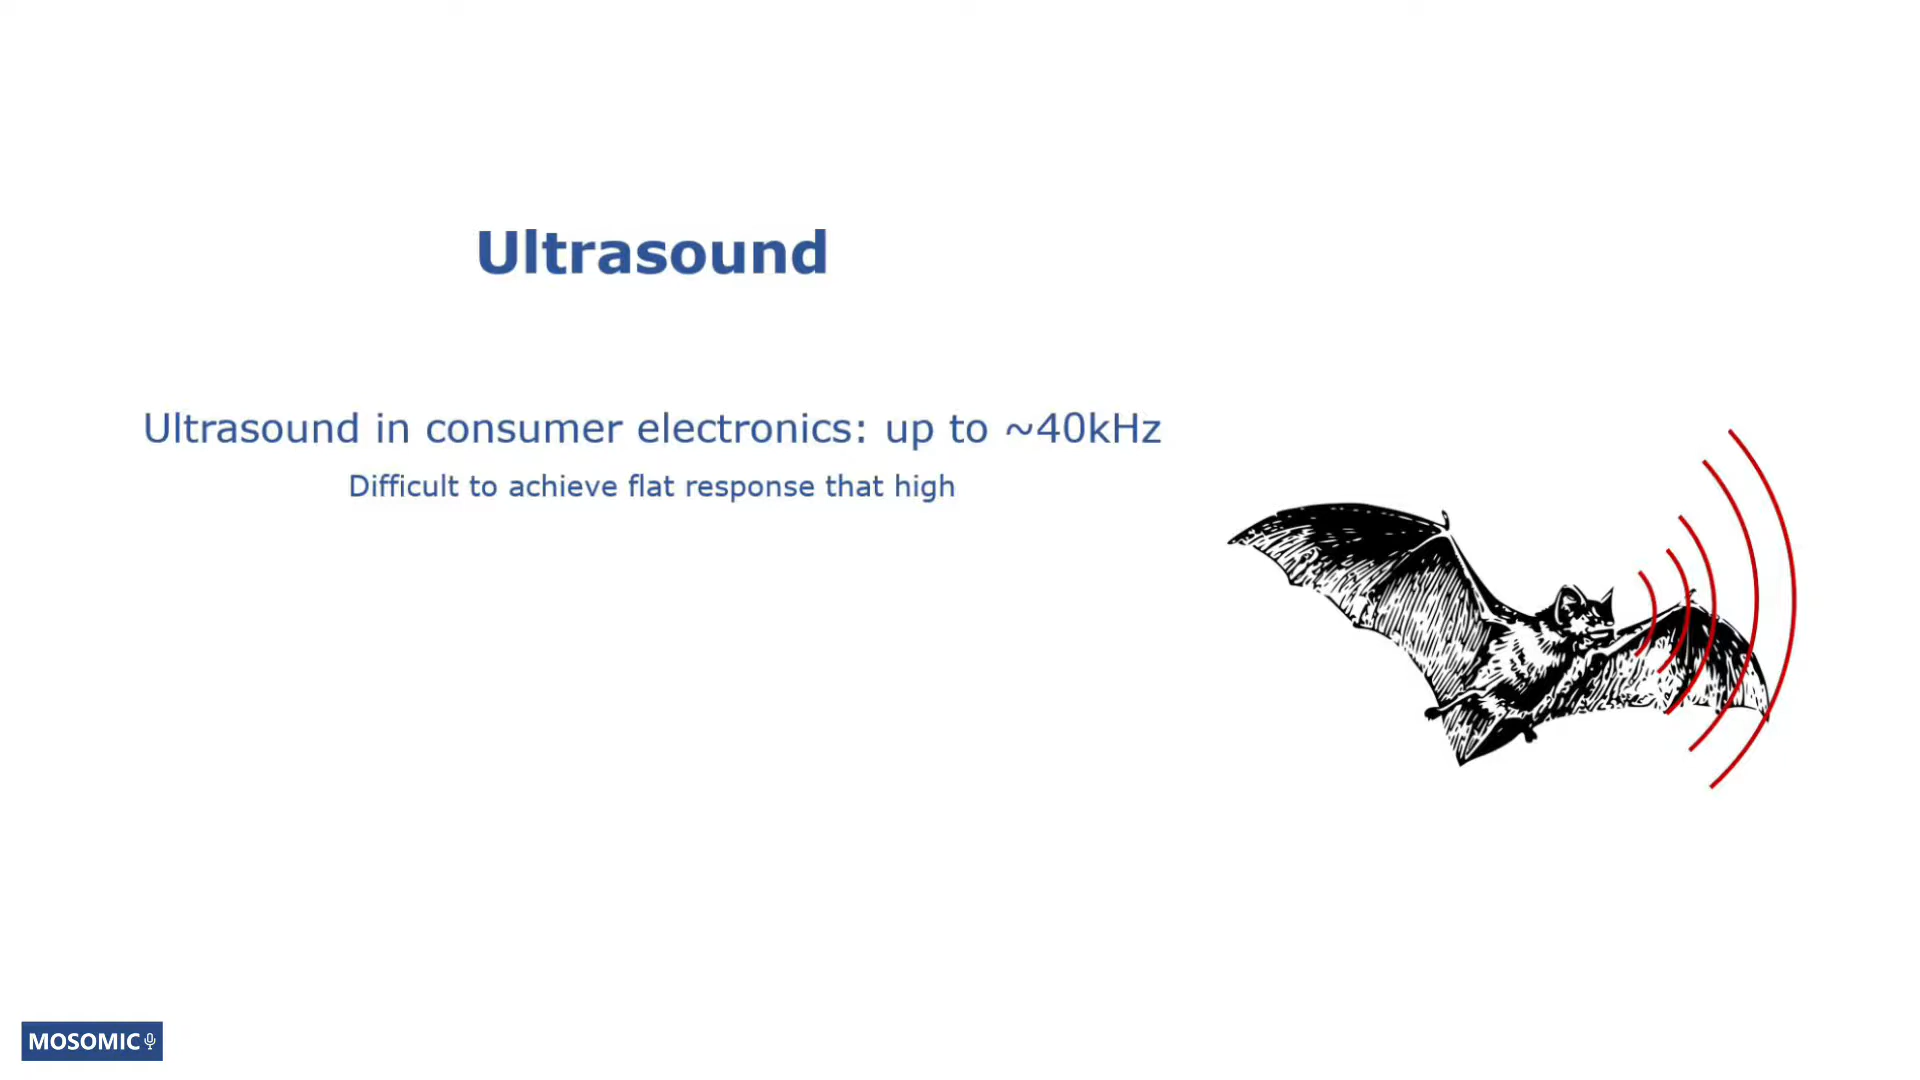 Ultrasound
Ultrasound in consumer electronics: up to ~40kHz
Difficult to achieve flat response that high
MOSOMIC